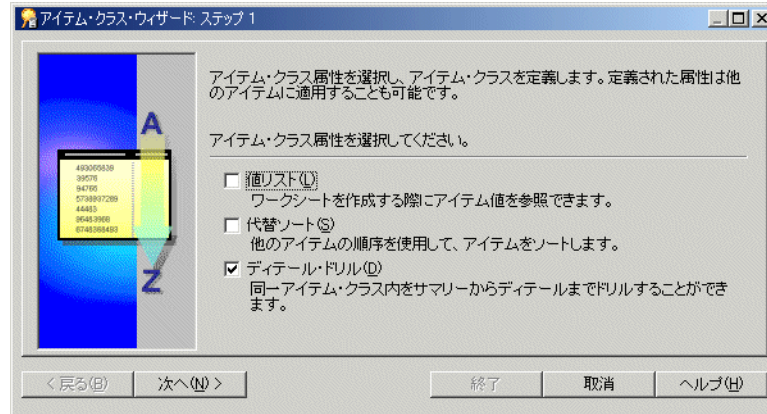 アイテム・クラス・ウィザード: ステップ 1
アイテム・クラス属性を選択し、アイテム・クラスを定義します。定義された属性は他
のアイテムに適用することも可能です。
アイテム・クラス属性を選択してください。
値リスト(L)
ワークシートを作成する際にアイテム値を参照できます。
代替ソート(S)
他のアイテムの順序を使用して、アイテムをソートします。
ディテール・ドリル(D)
同一アイテム・クラス内をサマリーからディテールまでドリルすることができ
ます。
A
39576
94766
44483
Z
< 戻る(B)
次へ(N) >
終了
取消
ヘルプ(H)